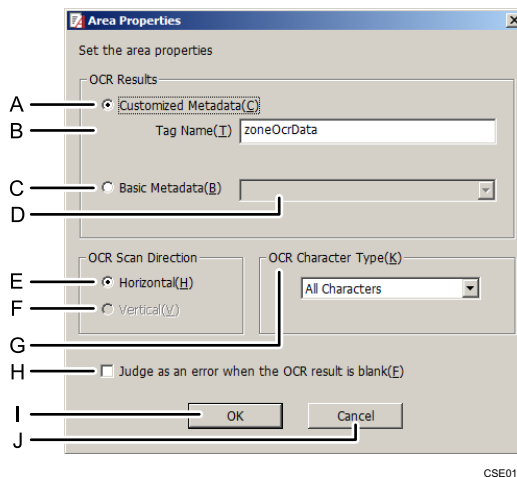 Area Properties
Set the area properties
OCR Results
A
Customized Metadata(C)
B
Tag Name(T) zoneOcrData
C
Basic Metadata(B)
D
OCR Scan Direction
OCR Character Type(K)
E
Horizontal(H)
All Characters
F
Vertical(V)
G
H
Judge as an error when the OCR result is blank(F)
I
OK
Cancel
J
CSE01